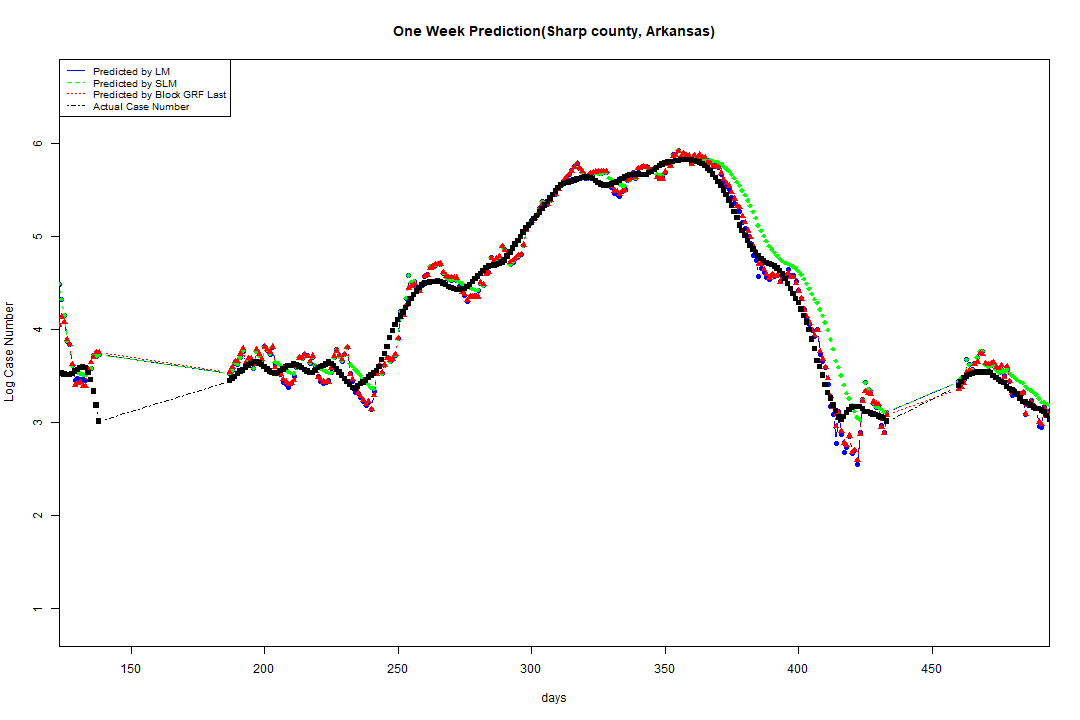 One Week Prediction(Sharp county, Arkansas)
Predicted by LM
Predicted by SLM
Predicted by Block GRF Last
Actual Case Number
Log Case Number
6
5
4
3
2
1
150 200 250 300 350 400 450
days